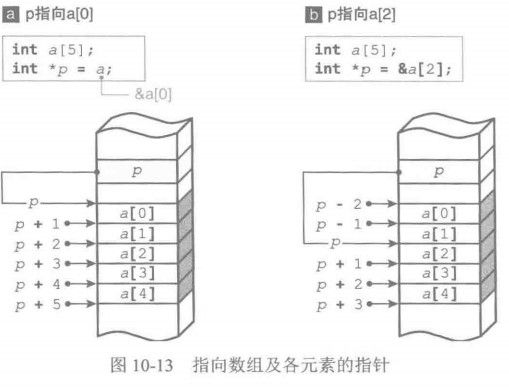 a p指向a[0]
int a[5];
int *p = a;
&a[0]
p
p
p + 1
p + 2
p + 3
p + 4
p + 5
a[0]
a[1]
a[2]
a[3]
a[4]
b p指向a[2]
int a[5];
int *p = &a[2];
p
p - 2
p - 1
p
p + 1
p + 2
p + 3
a[0]
a[1]
a[2]
a[3]
a[4]
图 10-13 指向数组及各元素的指针